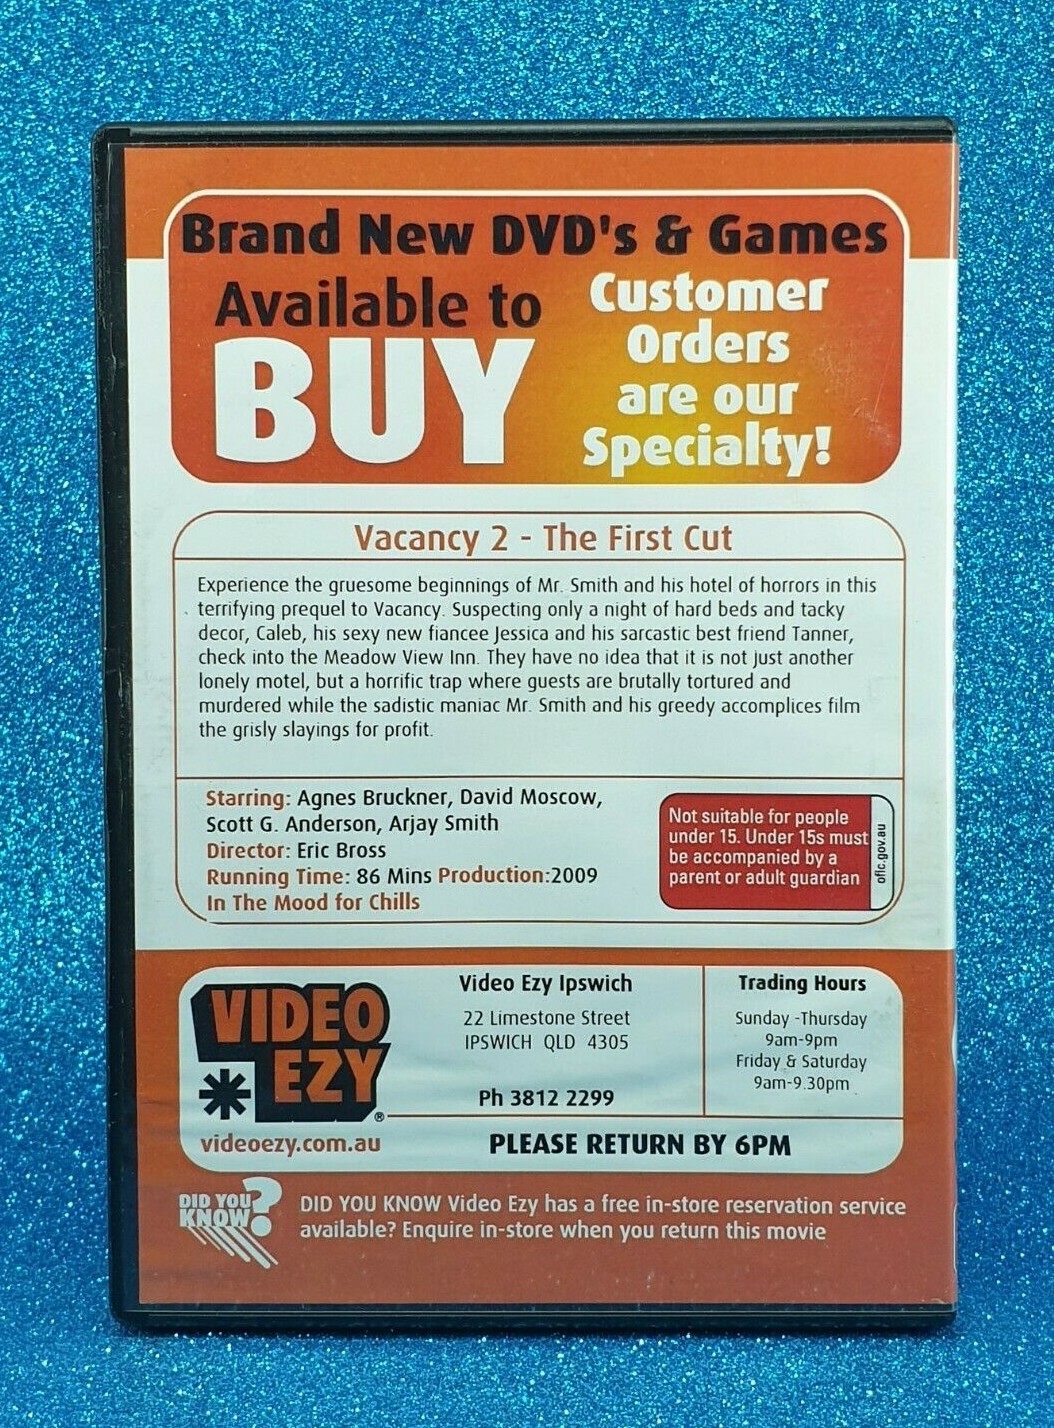 Brand New DVD's & Games
Available to
BUY
Customer
Orders
are our
Specialty!
Vacancy 2 - The First Cut
Experience the gruesome beginnings of Mr. Smith and his hotel of horrors in this
terrifying prequel to Vacancy. Suspecting only a night of hard beds and tacky
decor, Caleb, his sexy new fiancee Jessica and his sarcastic best friend Tanner,
check into the Meadow View Inn. They have no idea that it is not just another
lonely motel, but a horrific trap where guests are brutally tortured and
murdered while the sadistic maniac Mr. Smith and his greedy accomplices film
the grisly slayings for profit.
Starring: Agnes Bruckner, David Moscow,
Scott G. Anderson, Arjay Smith
Director: Eric Bross
Running Time: 86 Mins Production:2009
In The Mood for Chills
Not suitable for people
under 15. Under 15s must
be accompanied by a
parent or adult guardian
oflc.gov.au
VIDEO
EZY
®
videoezy.com.au
Video Ezy Ipswich
22 Limestone Street
IPSWICH QLD 4305
Ph 3812 2299
Trading Hours
Sunday -Thursday
9am-9pm
Friday & Saturday
9am-9.30pm
PLEASE RETURN BY 6PM
DID YOU
KNOW?
DID YOU KNOW Video Ezy has a free in-store reservation service
available? Enquire in-store when you return this movie